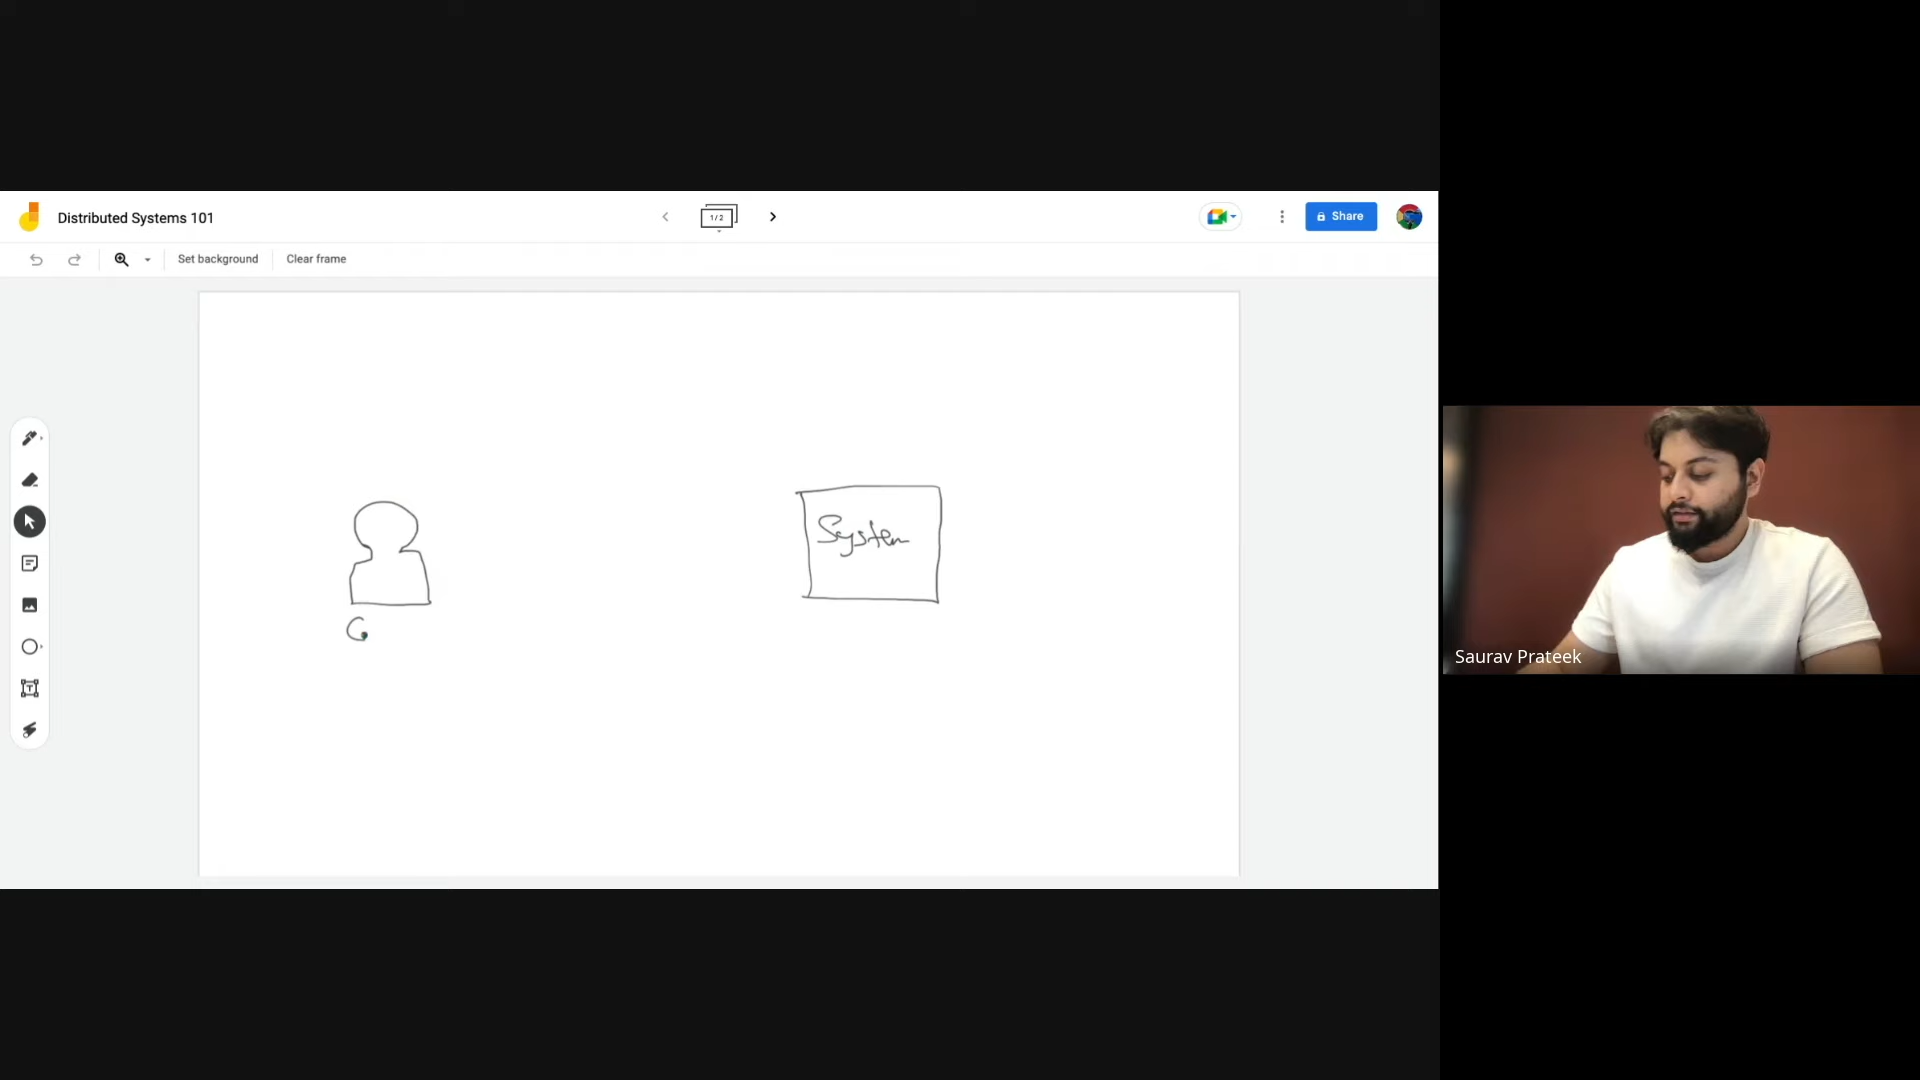 Distributed Systems 101
1/2
Share
Set background
Clear frame
System
C
Saurav Prateek